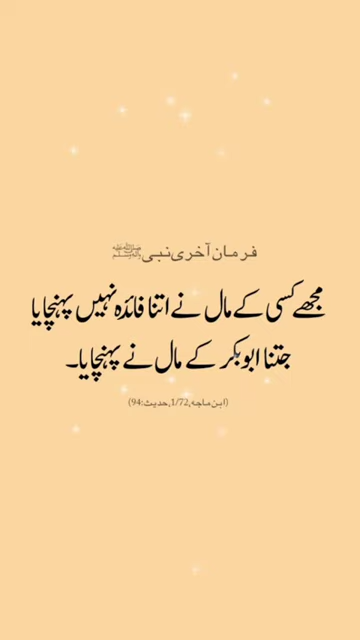 فرمان آخری نبی ﷺ
مجھے کسی کے مال نے اتنا فائدہ نہیں پہنچایا
جتنا ابوبکر کے مال نے پہنچایا۔
(ابن ماجہ,1/72,حدیث:94)